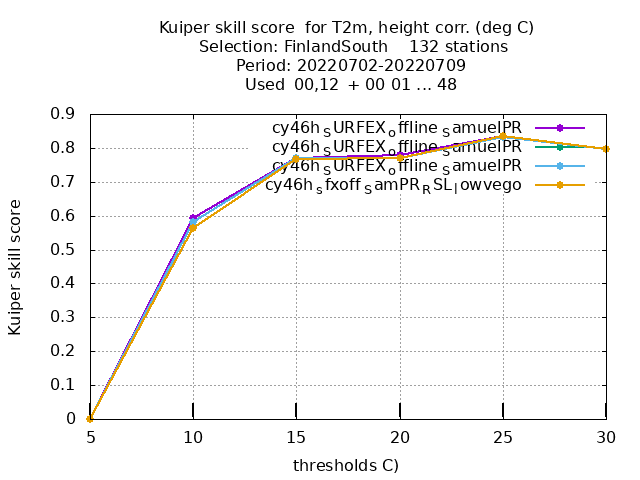 Kuiper skill score  for T2m, height corr. (deg C)
Selection: FinlandSouth    132 stations
Period: 20220702-20220709
Used  00,12  + 00 01 ... 48
cy46h_SURFEX_offline_SamuelPR
cy46h_SURFEX_offline_SamuelPR
cy46h_SURFEX_offline_SamuelPR
cy46h_sfxoff_SamPR_RSL_lowvego
Kuiper skill score
0.9
0.8
0.7
0.6
0.5
0.4
0.3
0.2
0.1
0
5 10 15 20 25 30
thresholds C)